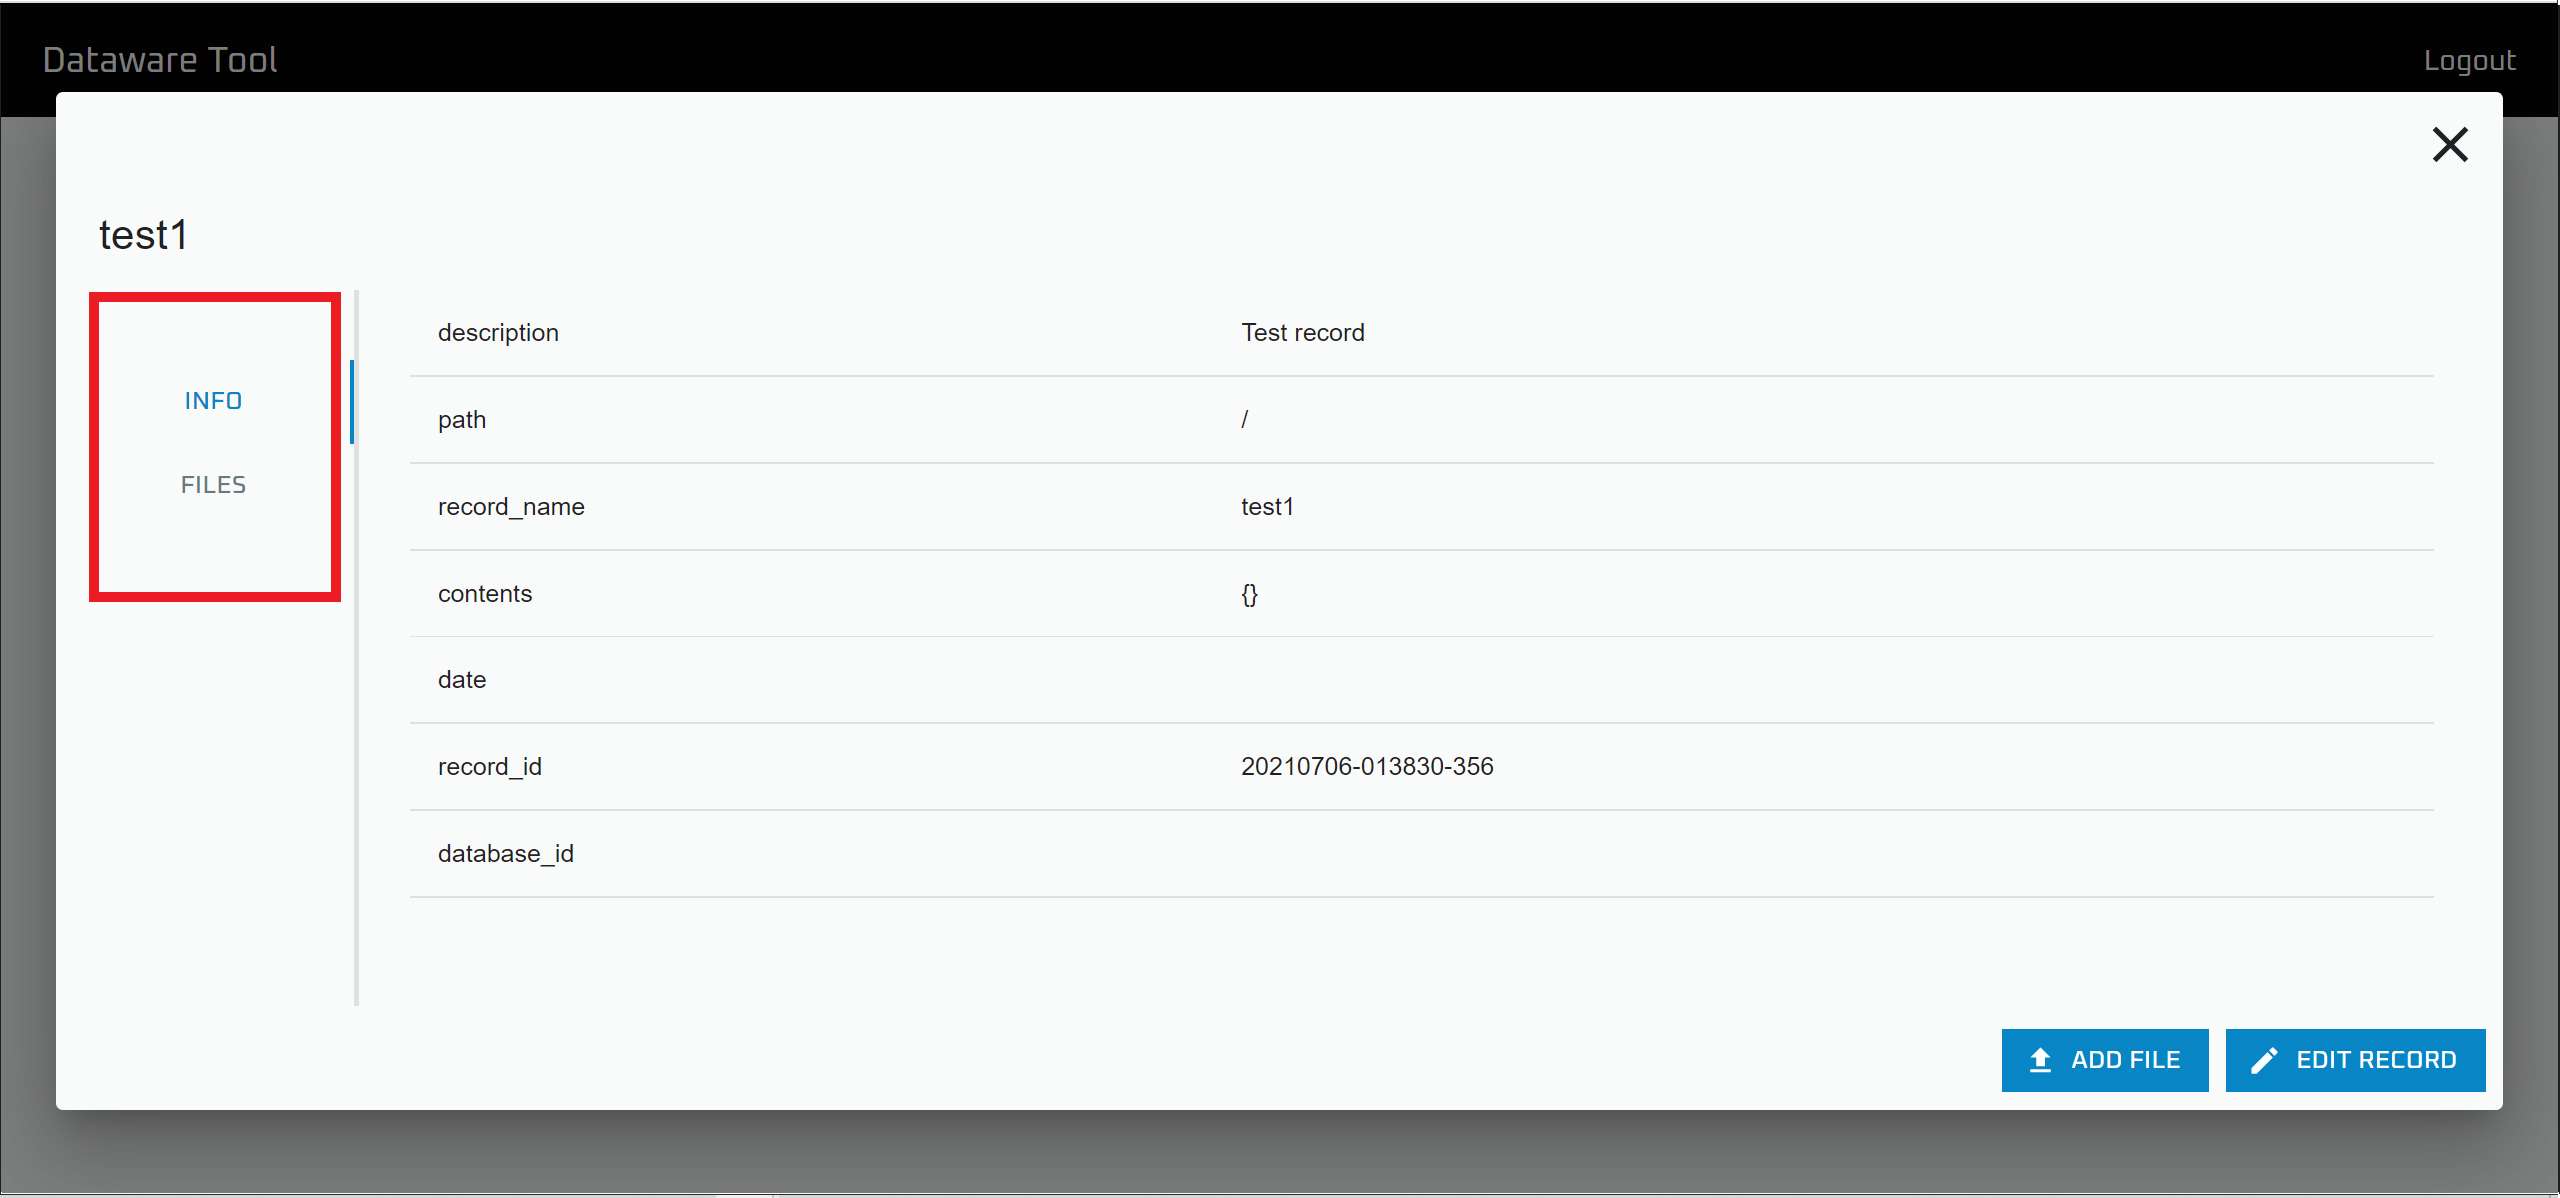 Dataware Tool
Logout
test1
INFO
FILES
description Test record
path /
record_name test1
contents {}
date
record_id 20210706-013830-356
database_id
ADD FILE
EDIT RECORD